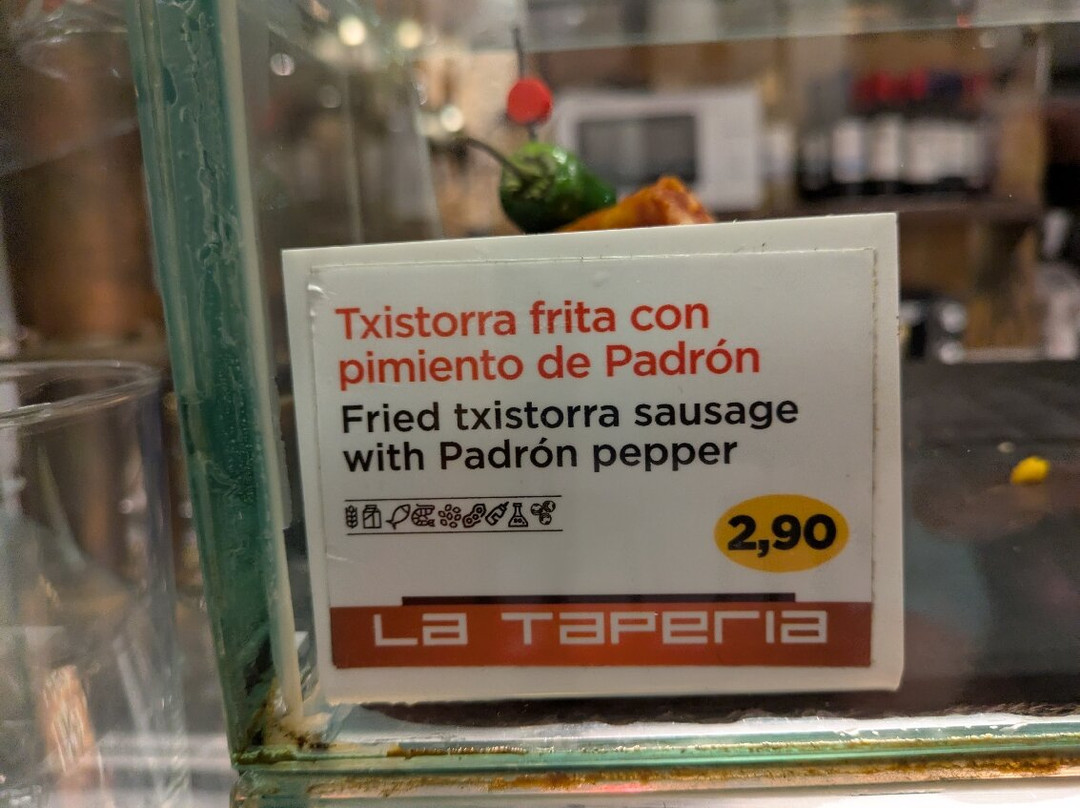 Txistorra frita con
pimiento de Padrón
Fried txistorra sausage
with Padrón pepper
2,90
La Taperia